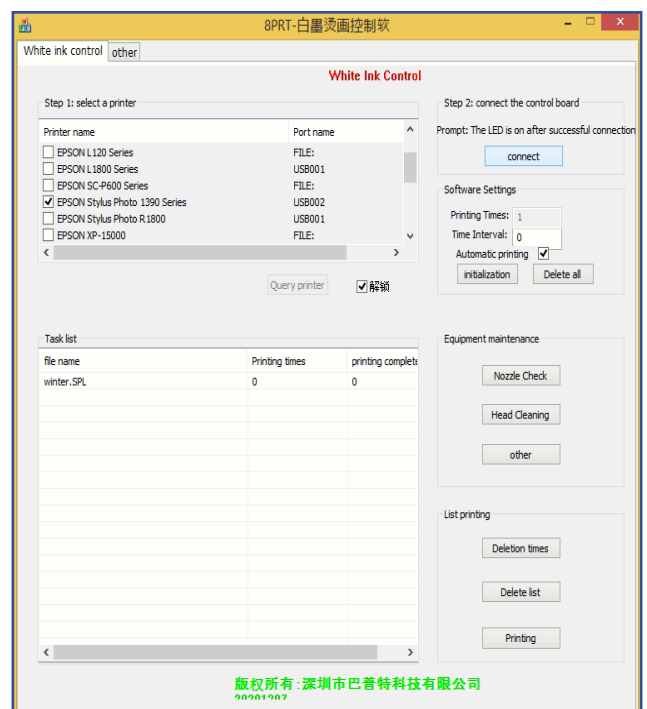 8PRT-白墨烫画控制软
White ink control other
White Ink Control
Step 1: select a printer
Printer name Port name
EPSON L120 Series FILE:
EPSON L1800 Series USB001
EPSON SC-P600 Series FILE:
EPSON Stylus Photo 1390 Series USB002
EPSON Stylus Photo R1800 USB001
EPSON XP-15000 FILE:
Query printer 解锁
Step 2: connect the control board
Prompt: The LED is on after successful connection
connect
Software Settings
Printing Times: 1
Time Interval: 0
Automatic printing
initialization Delete all
Task list
file name Printing times printing complete
winter.SPL 0 0
Equipment maintenance
Nozzle Check
Head Cleaning
other
List printing
Deletion times
Delete list
Printing
版权所有:深圳市巴普特科技有限公司